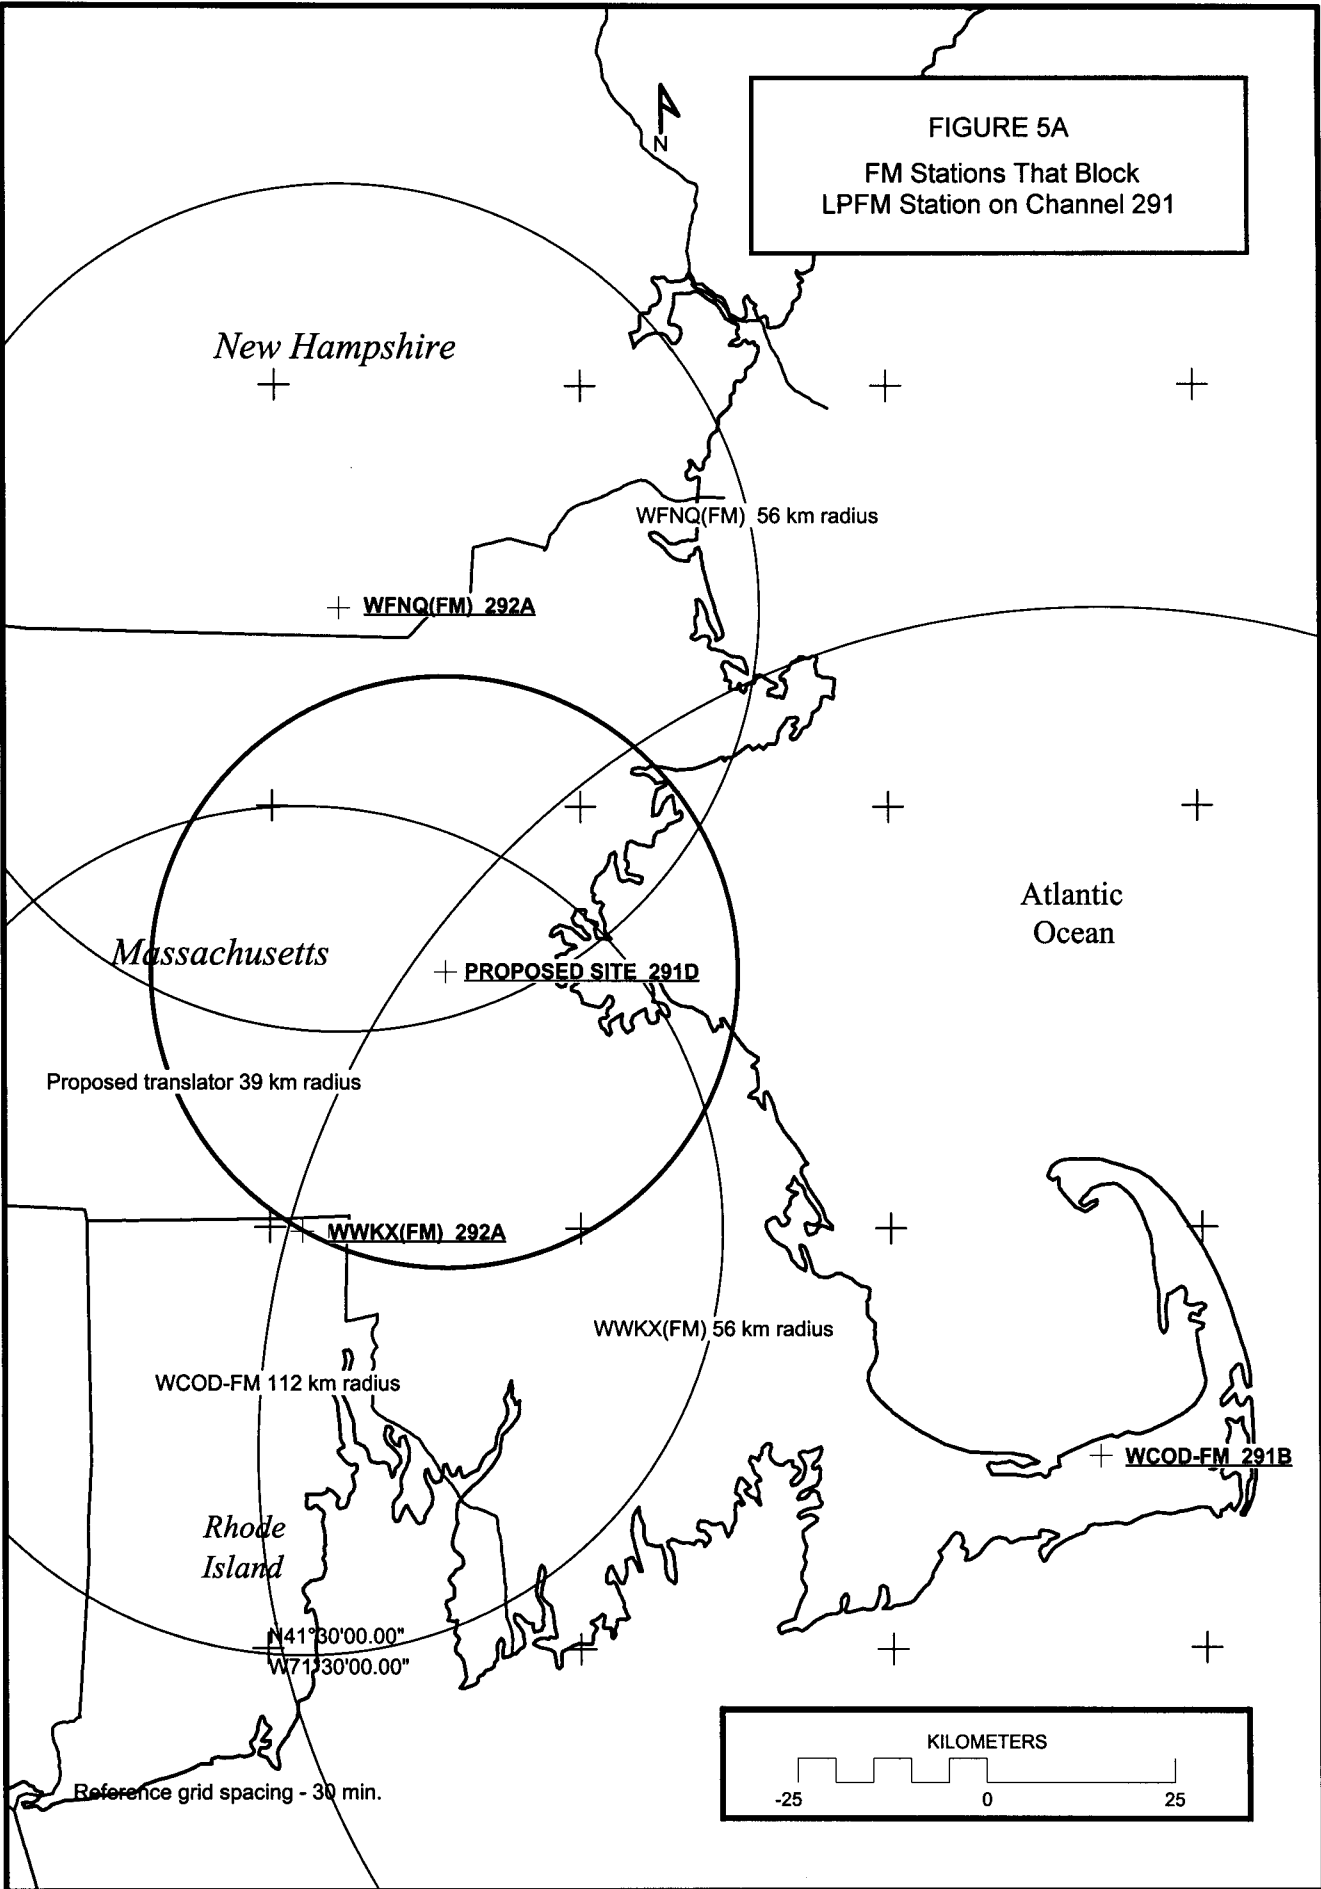 FIGURE 5A
FM Stations That Block
LPFM Station on Channel 291
N
New Hampshire
WFNQ(FM) 56 km radius
WFNQ(FM) 292A
Atlantic
Ocean
Massachusetts
PROPOSED SITE 291D
Proposed translator 39 km radius
WWKX(FM) 292A
WWKX(FM) 56 km radius
WCOD-FM 112 km radius
WCOD-FM 291B
Rhode
Island
N41°30'00.00"
W71°30'00.00"
KILOMETERS
-25 0 25
Reference grid spacing - 30 min.